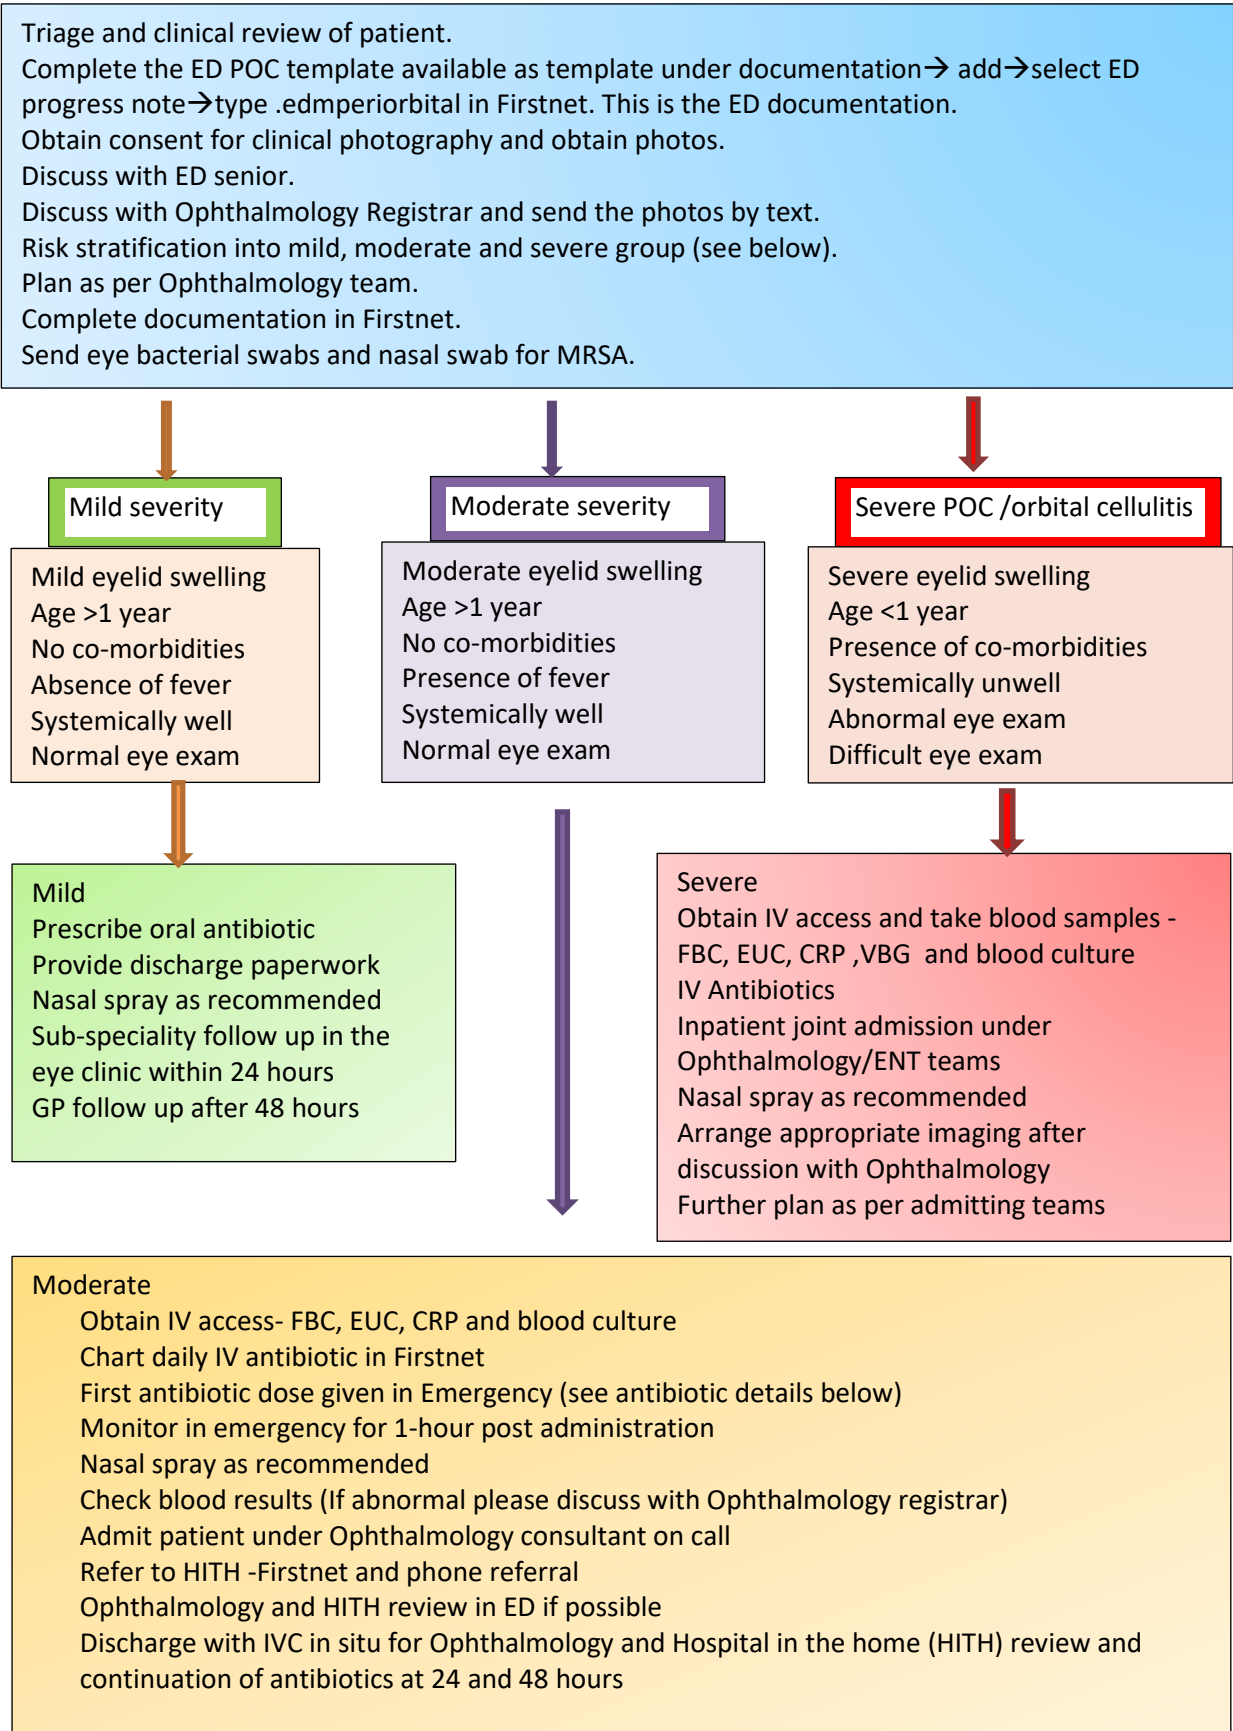 Triage and clinical review of patient.
Complete the ED POC template available as template under documentation→ add→select ED
progress note→type .edmperiorbital in Firstnet. This is the ED documentation.
Obtain consent for clinical photography and obtain photos.
Discuss with ED senior.
Discuss with Ophthalmology Registrar and send the photos by text.
Risk stratification into mild, moderate and severe group (see below).
Plan as per Ophthalmology team.
Complete documentation in Firstnet.
Send eye bacterial swabs and nasal swab for MRSA.
Mild severity
Mild eyelid swelling
Age >1 year
No co-morbidities
Absence of fever
Systemically well
Normal eye exam
Moderate severity
Moderate eyelid swelling
Age >1 year
No co-morbidities
Presence of fever
Systemically well
Normal eye exam
Severe POC /orbital cellulitis
Severe eyelid swelling
Age <1 year
Presence of co-morbidities
Systemically unwell
Abnormal eye exam
Difficult eye exam
Mild
Prescribe oral antibiotic
Provide discharge paperwork
Nasal spray as recommended
Sub-speciality follow up in the
eye clinic within 24 hours
GP follow up after 48 hours
Severe
Obtain IV access and take blood samples -
FBC, EUC, CRP ,VBG  and blood culture
IV Antibiotics
Inpatient joint admission under
Ophthalmology/ENT teams
Nasal spray as recommended
Arrange appropriate imaging after
discussion with Ophthalmology
Further plan as per admitting teams
Moderate
Obtain IV access- FBC, EUC, CRP and blood culture
Chart daily IV antibiotic in Firstnet
First antibiotic dose given in Emergency (see antibiotic details below)
Monitor in emergency for 1-hour post administration
Nasal spray as recommended
Check blood results (If abnormal please discuss with Ophthalmology registrar)
Admit patient under Ophthalmology consultant on call
Refer to HITH -Firstnet and phone referral
Ophthalmology and HITH review in ED if possible
Discharge with IVC in situ for Ophthalmology and Hospital in the home (HITH) review and
continuation of antibiotics at 24 and 48 hours